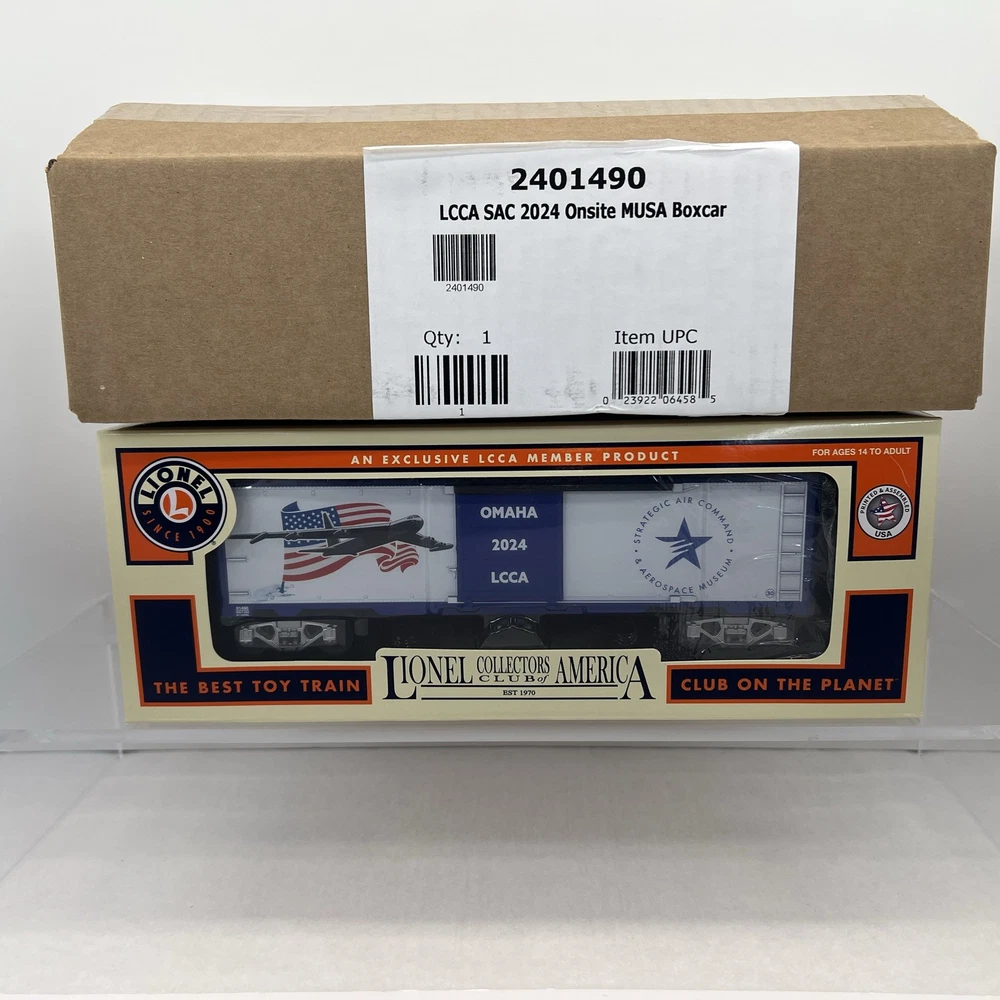 2401490
LCCA SAC 2024 Onsite MUSA Boxcar
2401490
Qty: 1
Item UPC
1
0 23922 06458 5
AN EXCLUSIVE LCCA MEMBER PRODUCT
FOR AGES 14 TO ADULT
LIONEL
L
SINCE 1900
OMAHA
2024
LCCA
STRATEGIC AIR COMMAND
& AEROSPACE MUSEUM
PRINTED & ASSEMBLED
USA
THE BEST TOY TRAIN
LIONEL COLLECTORS CLUB of AMERICA
EST 1970
CLUB ON THE PLANET